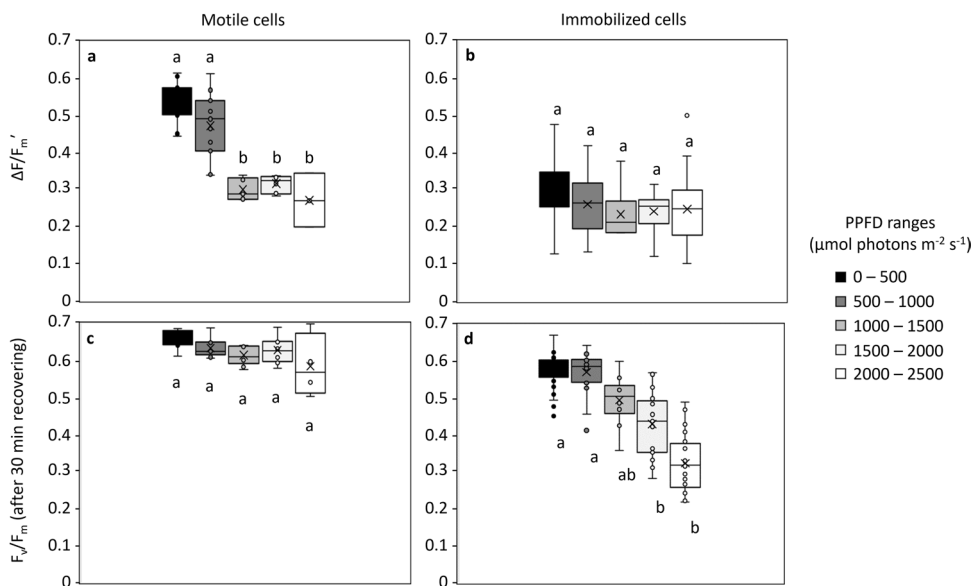 Motile cells
Immobilized cells
ΔF/Fm′
0.7
0.6
0.5
0.4
0.3
0.2
0.1
0
a
a a
b b b
0.7
0.6
0.5
0.4
0.3
0.2
0.1
0
b
a a a a a
Fv/Fm (after 30 min recovering)
0.7
0.6
0.5
0.4
0.3
0.2
0.1
0
c
a a a a a
0.7
0.6
0.5
0.4
0.3
0.2
0.1
0
d
a a ab b b
PPFD ranges
(μmol photons m⁻² s⁻¹)
0 – 500
500 – 1000
1000 – 1500
1500 – 2000
2000 – 2500